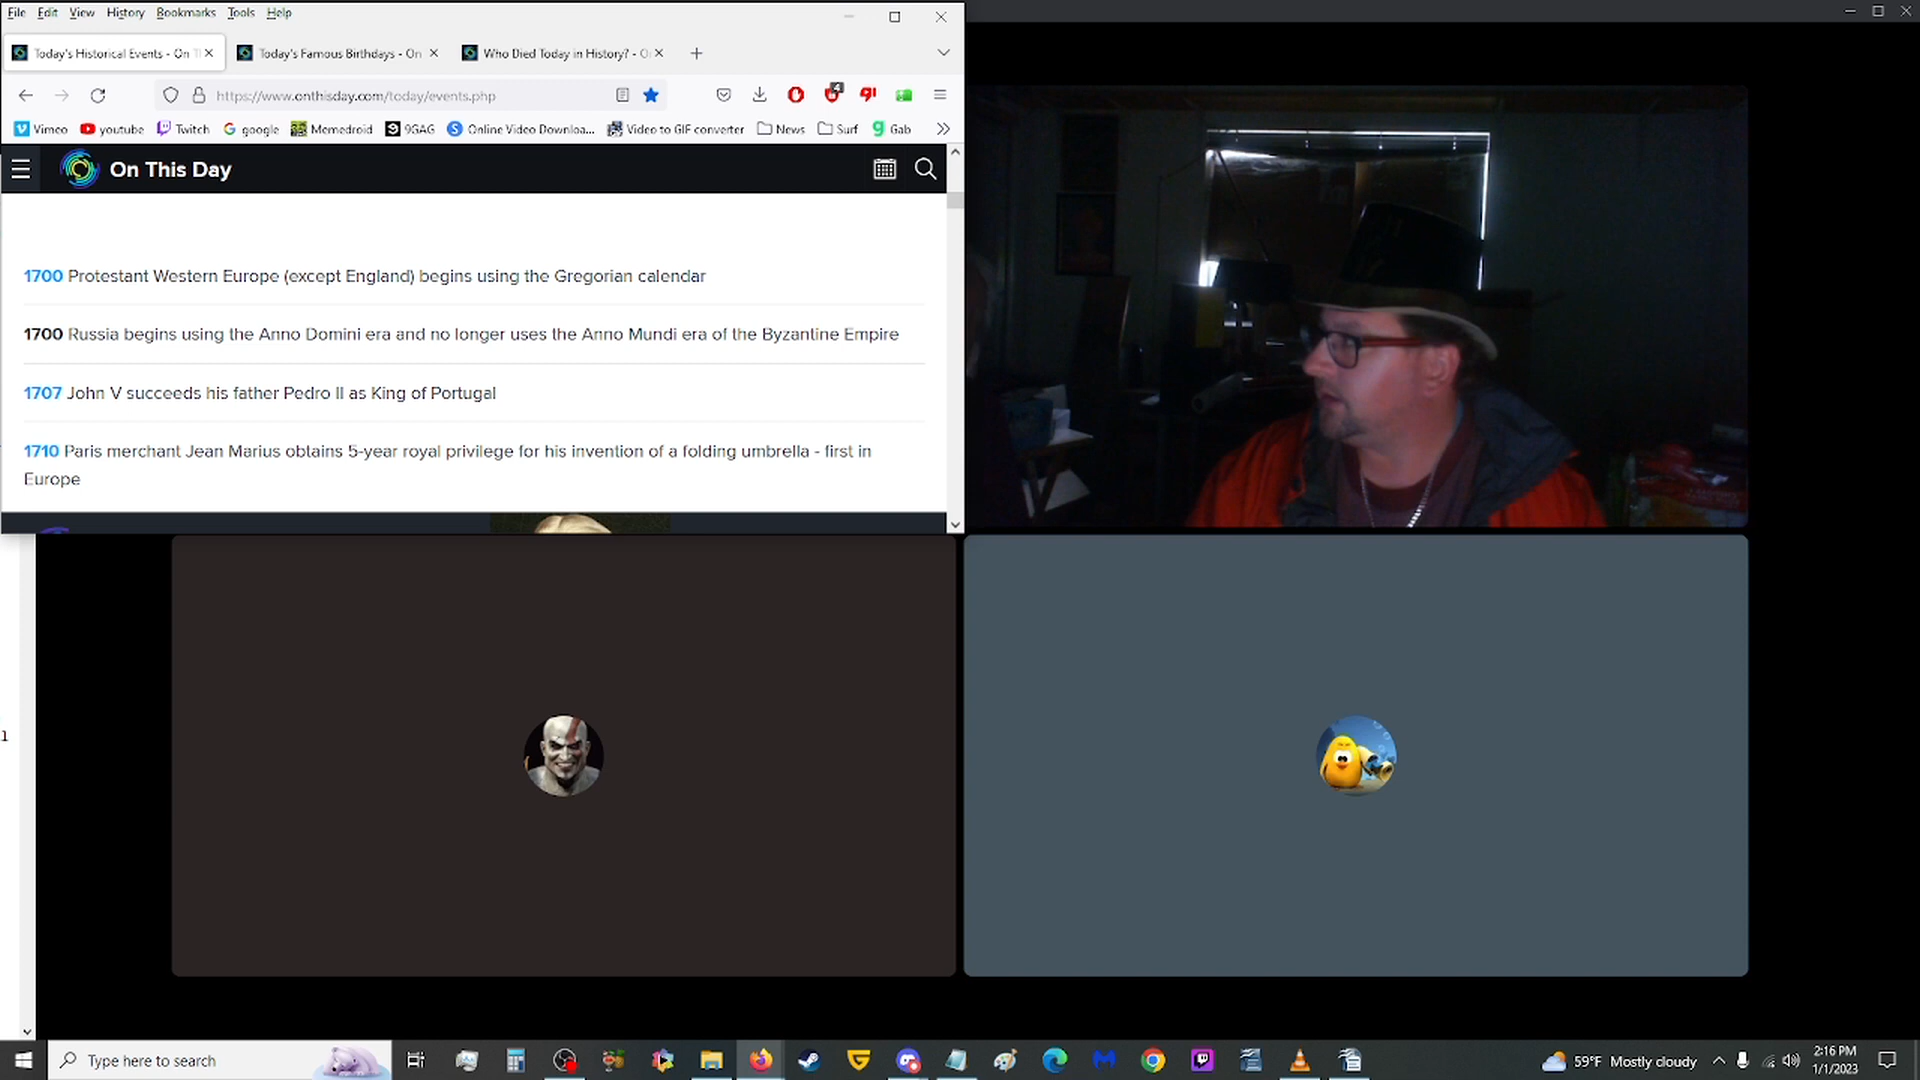 File Edit View History Bookmarks Tools Help
Today's Historical Events - On T
Today's Famous Birthdays - On
Who Died Today in History? - O
https://www.onthisday.com/today/events.php
4
Vimeo youtube Twitch google Memedroid 9GAG Online Video Downloa... Video to GIF converter News Surf Gab
On This Day
1700 Protestant Western Europe (except England) begins using the Gregorian calendar
1700 Russia begins using the Anno Domini era and no longer uses the Anno Mundi era of the Byzantine Empire
1707 John V succeeds his father Pedro II as King of Portugal
1710 Paris merchant Jean Marius obtains 5-year royal privilege for his invention of a folding umbrella - first in
Europe
1
Type here to search
59°F Mostly cloudy
2:16 PM
1/1/2023